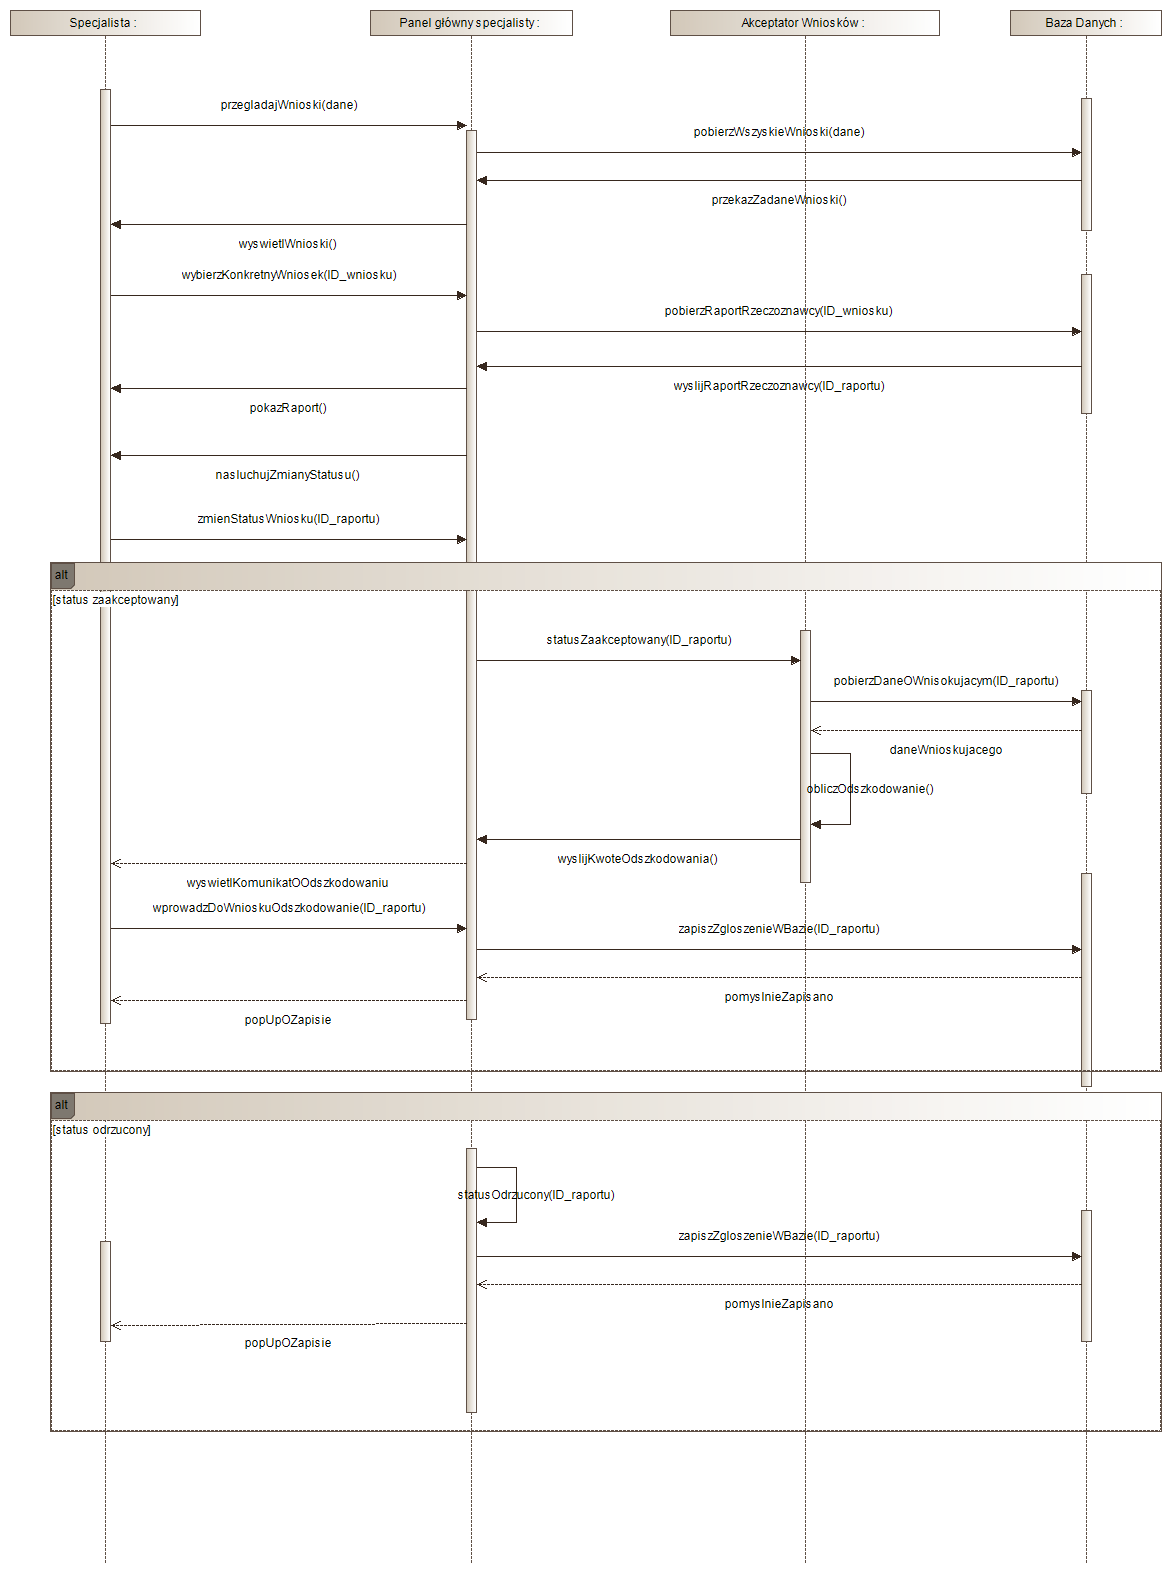 Specjalista :
Panel główny specjalisty :
Akceptator Wniosków :
Baza Danych :
przegladajWnioski(dane)
pobierzWszyskieWnioski(dane)
przekazZadaneWnioski()
wyswietlWnioski()
wybierzKonkretnyWniosek(ID_wniosku)
pobierzRaportRzeczoznawcy(ID_wniosku)
wyslijRaportRzeczoznawcy(ID_raportu)
pokazRaport()
nasluchujZmianyStatusu()
zmienStatusWniosku(ID_raportu)
alt
[status zaakceptowany]
statusZaakceptowany(ID_raportu)
pobierzDaneOWnisokujacym(ID_raportu)
daneWnioskujacego
obliczOdszkodowanie()
wyslijKwoteOdszkodowania()
wyswietlKomunikatOOdszkodowaniu
wprowadzDoWnioskuOdszkodowanie(ID_raportu)
zapiszZgloszenieWBazie(ID_raportu)
pomyslnieZapisano
popUpOZapisie
alt
[status odrzucony]
statusOdrzucony(ID_raportu)
zapiszZgloszenieWBazie(ID_raportu)
pomyslnieZapisano
popUpOZapisie